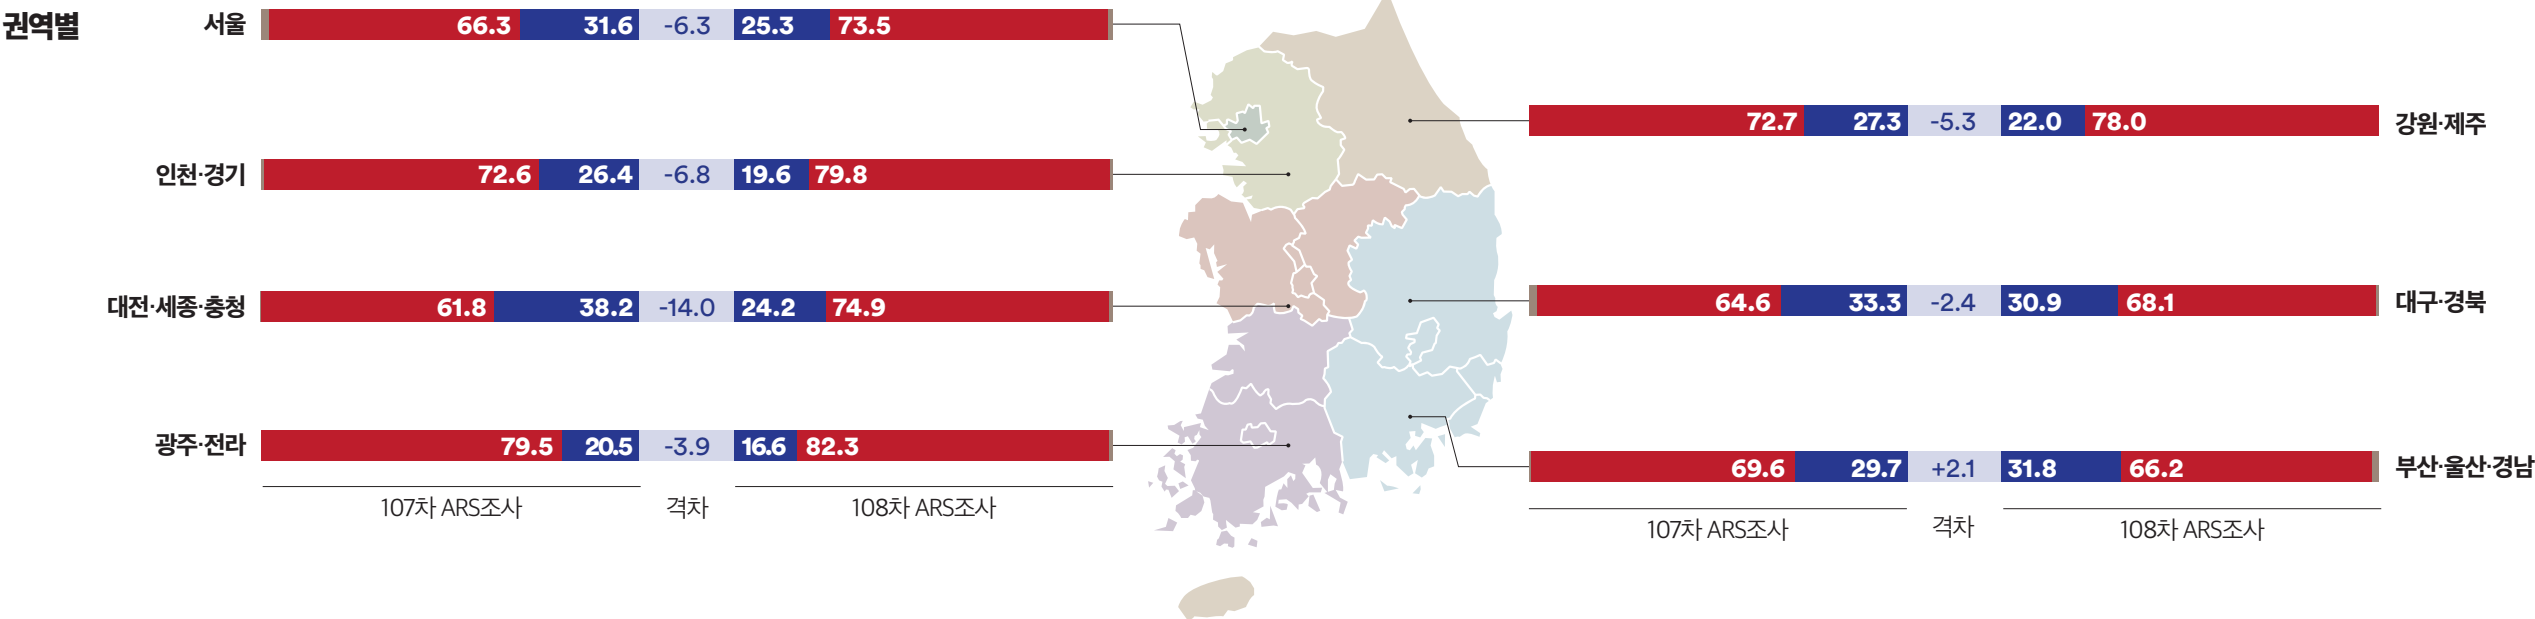 권역별
서울 66.3 31.6 -6.3 25.3 73.5
인천·경기 72.6 26.4 -6.8 19.6 79.8
대전·세종·충청 61.8 38.2 -14.0 24.2 74.9
광주·전라 79.5 20.5 -3.9 16.6 82.3
107차 ARS조사 격차 108차 ARS조사
72.7 27.3 -5.3 22.0 78.0 강원·제주
64.6 33.3 -2.4 30.9 68.1 대구·경북
69.6 29.7 +2.1 31.8 66.2 부산·울산·경남
107차 ARS조사 격차 108차 ARS조사